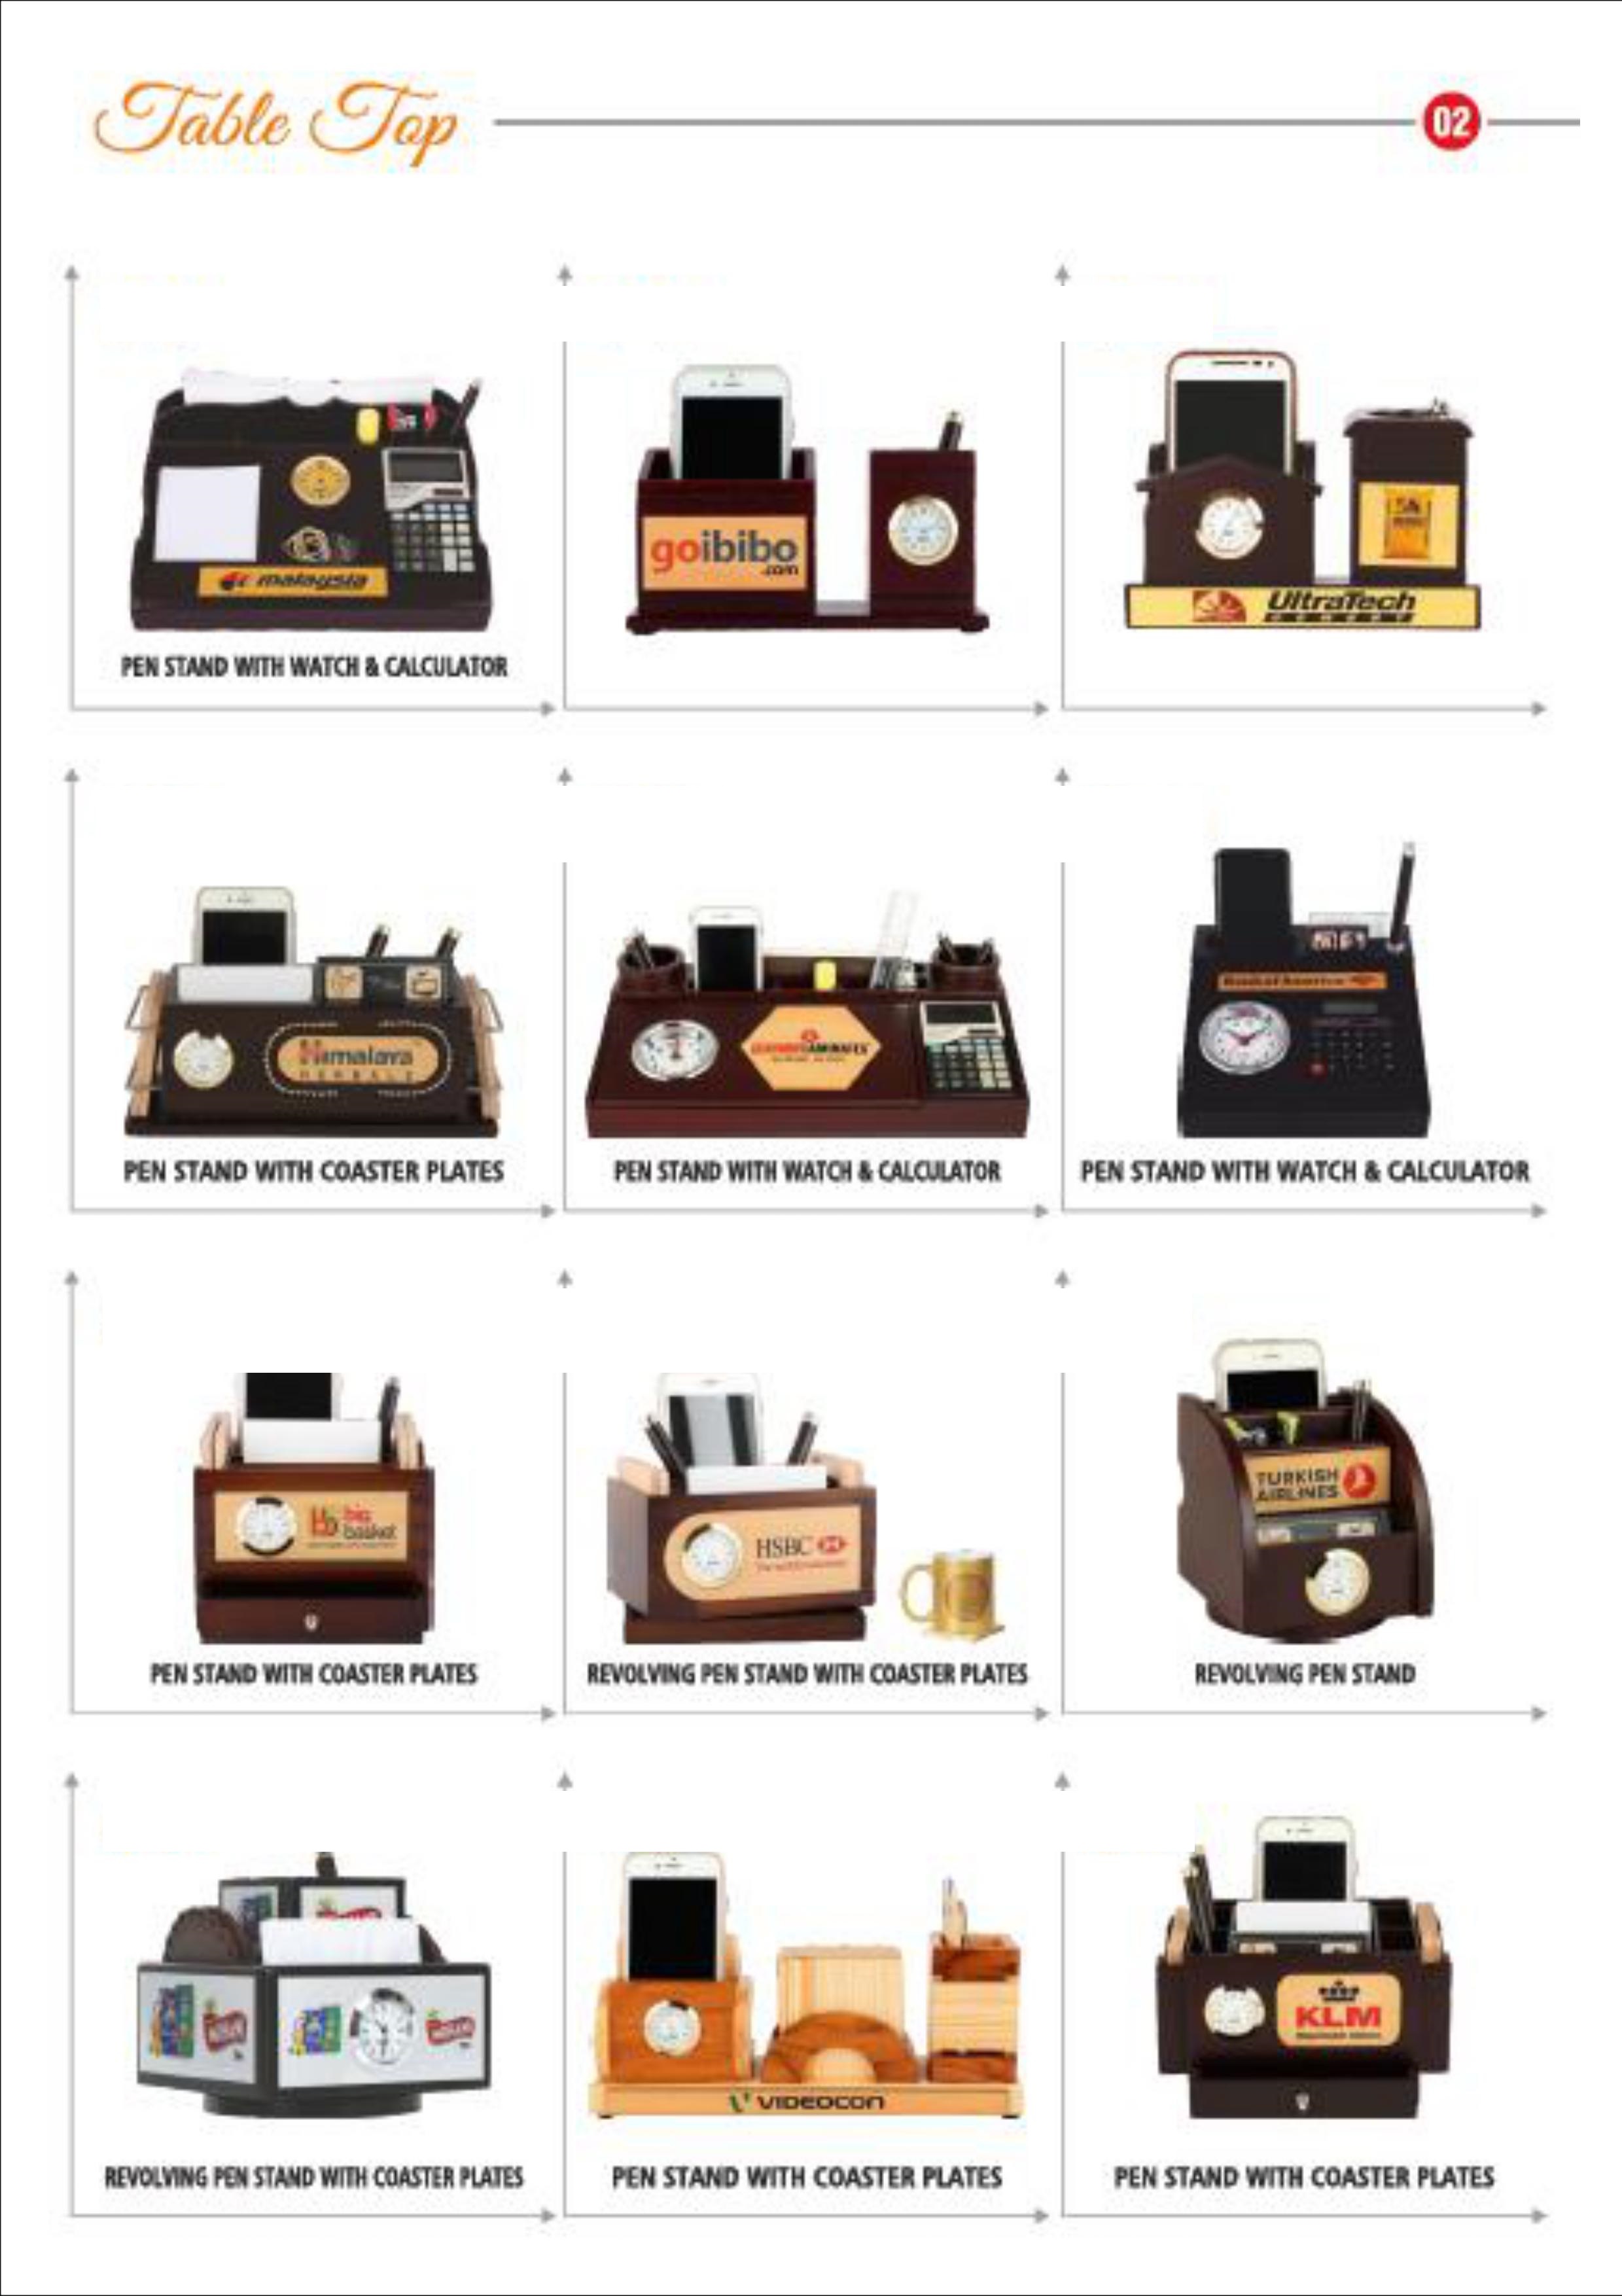 Table Top
02
malaysia
goibibo
.com
UltraTech
CEMENT
PEN STAND WITH WATCH & CALCULATOR
Himalaya
HERBALS
PEN STAND WITH COASTER PLATES
PEN STAND WITH WATCH & CALCULATOR
PEN STAND WITH WATCH & CALCULATOR
big
basket
HSBC
TURKISH
AIRLINES
PEN STAND WITH COASTER PLATES
REVOLVING PEN STAND WITH COASTER PLATES
REVOLVING PEN STAND
KLM
VIDEOCON
REVOLVING PEN STAND WITH COASTER PLATES
PEN STAND WITH COASTER PLATES
PEN STAND WITH COASTER PLATES